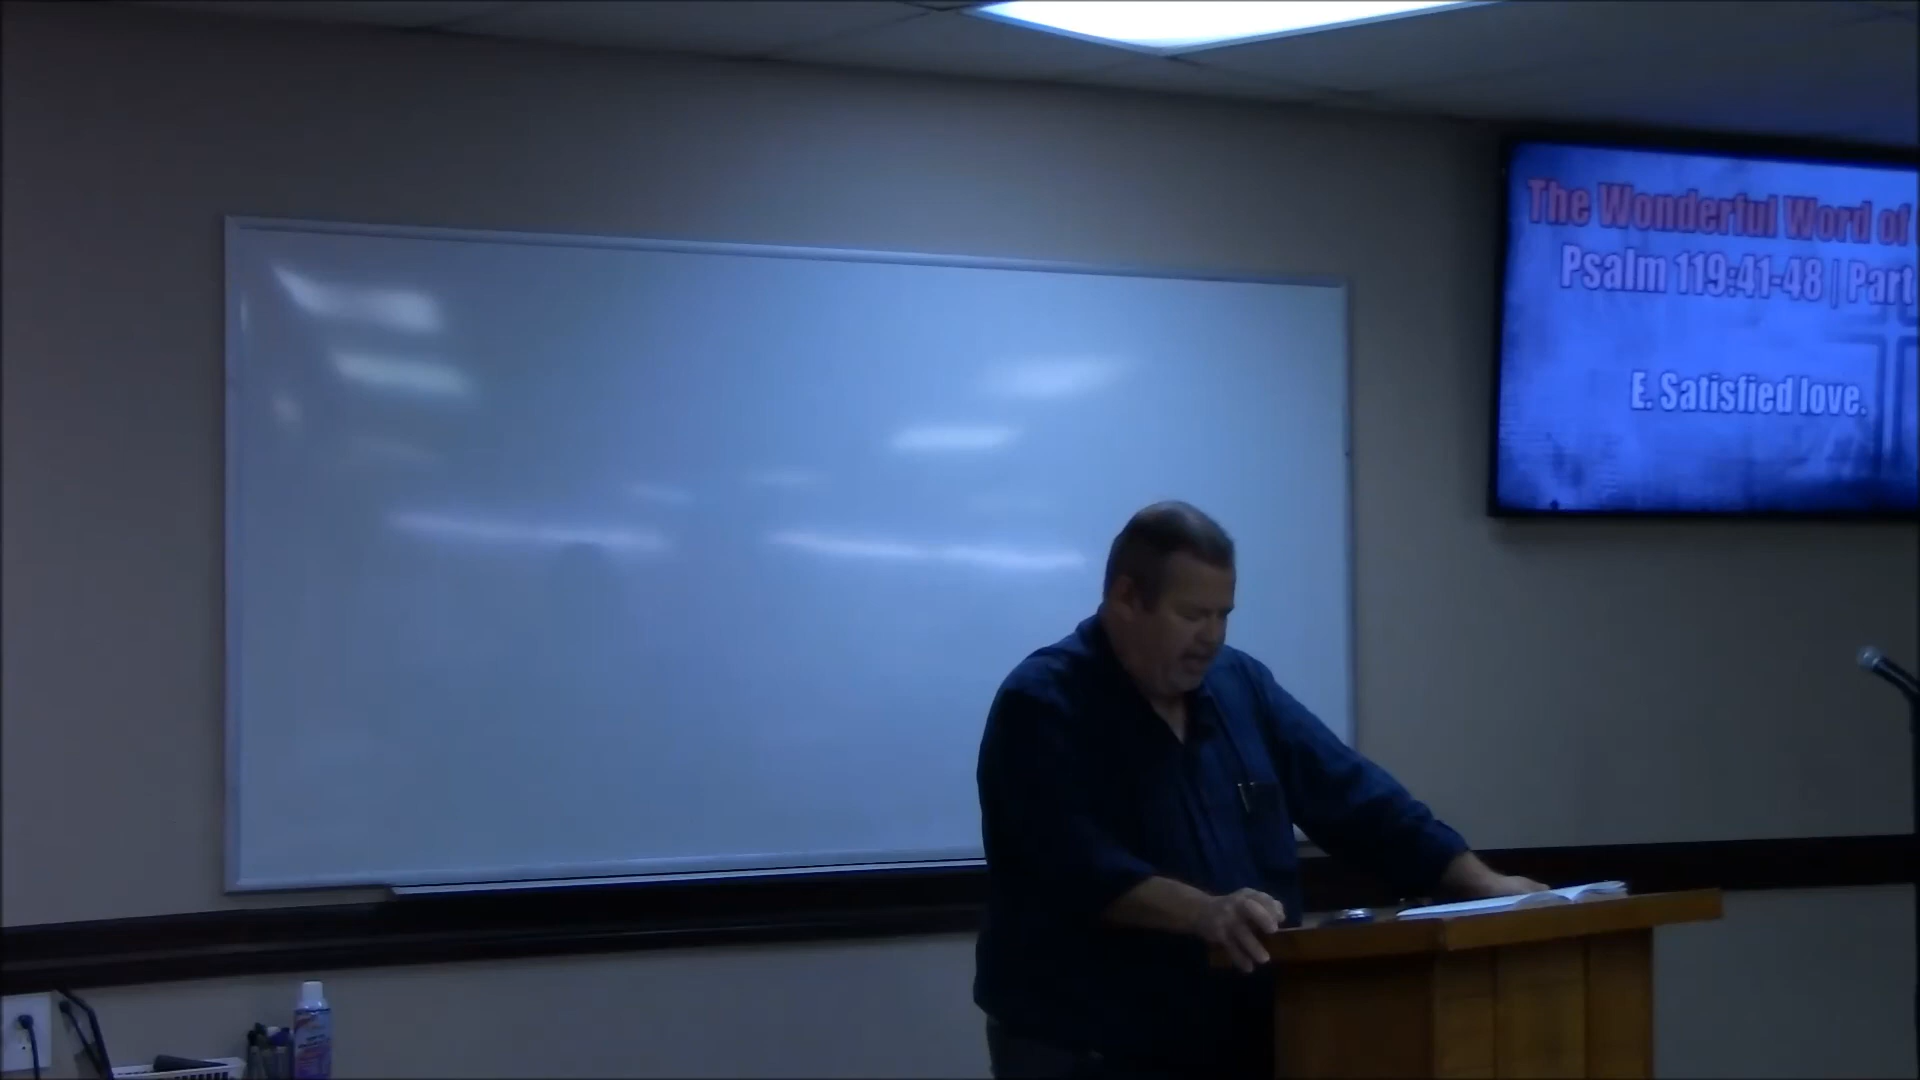 The Wonderful Word of
Psalm 119:41-48 | Part
E. Satisfied love.